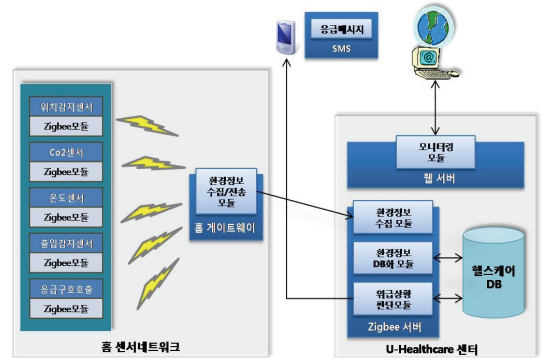 응급메시지
SMS
위치감지센서
Zigbee모듈
Co2센서
Zigbee모듈
온도센서
Zigbee모듈
출입감지센서
Zigbee모듈
응급구호호출
Zigbee모듈
환경정보
수집/전송
모듈
홈 게이트웨이
홈 센서네트워크
모니터링
모듈
웹 서버
환경정보
수집 모듈
환경정보
DB화 모듈
위급상황
판단모듈
Zigbee 서버
헬스케어
DB
U-Healthcare 센터